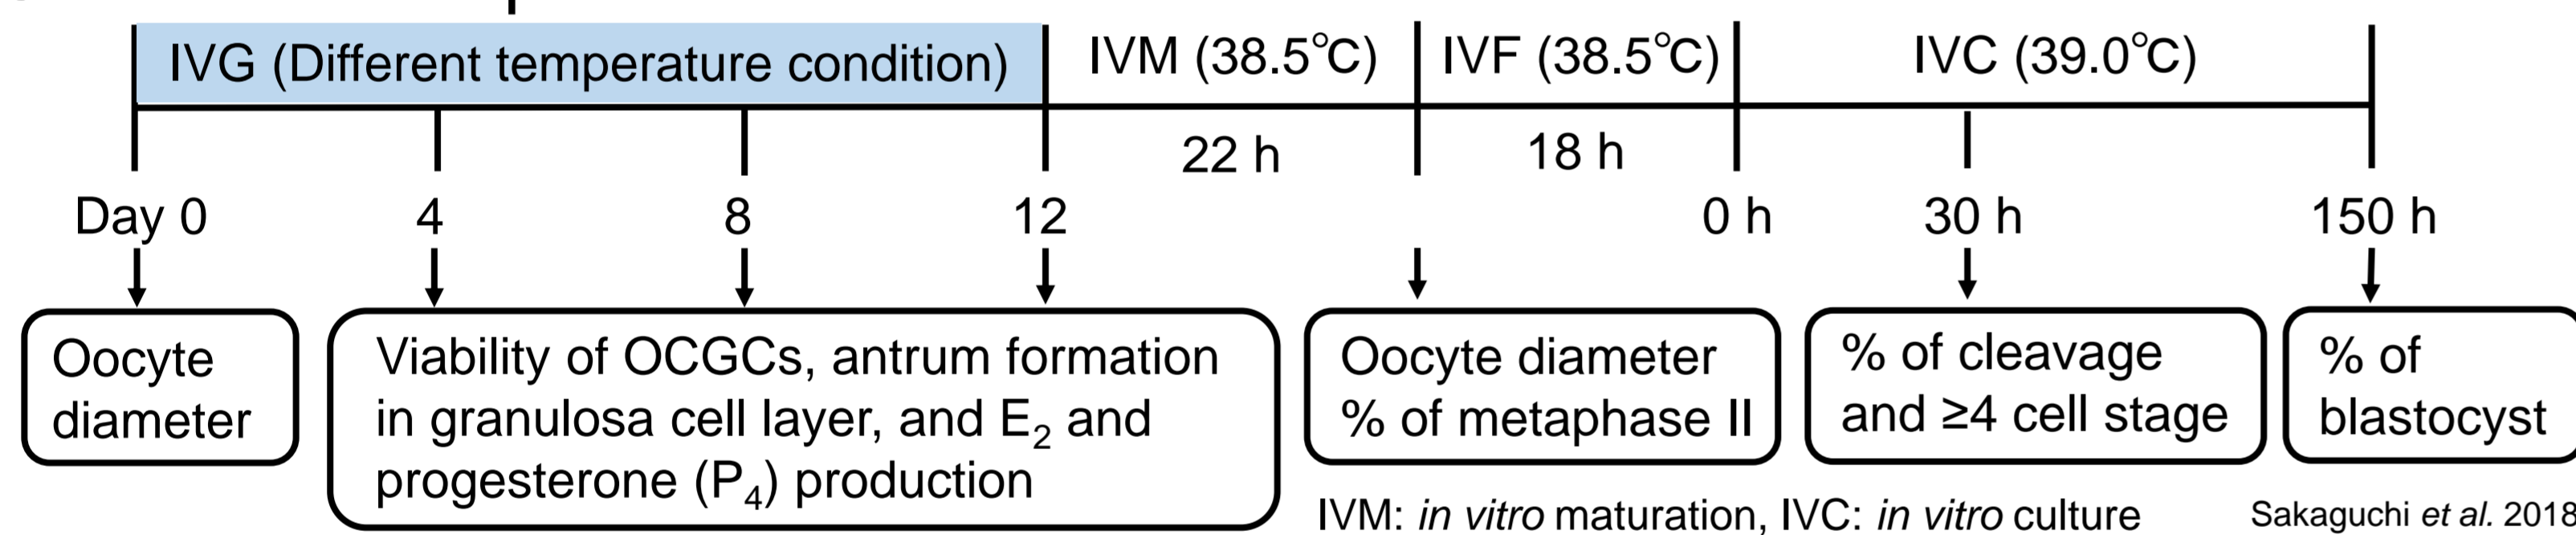 IVG (Different temperature condition)
IVM (38.5℃)
IVF (38.5℃)
IVC (39.0℃)
22 h
18 h
Day 0
4
8
12
0 h
30 h
150 h
Oocyte
diameter
Viability of OCGCs, antrum formation
in granulosa cell layer, and E₂ and
progesterone (P₄) production
Oocyte diameter
% of metaphase II
% of cleavage
and ≥4 cell stage
% of
blastocyst
IVM: in vitro maturation, IVC: in vitro culture
Sakaguchi et al. 2018